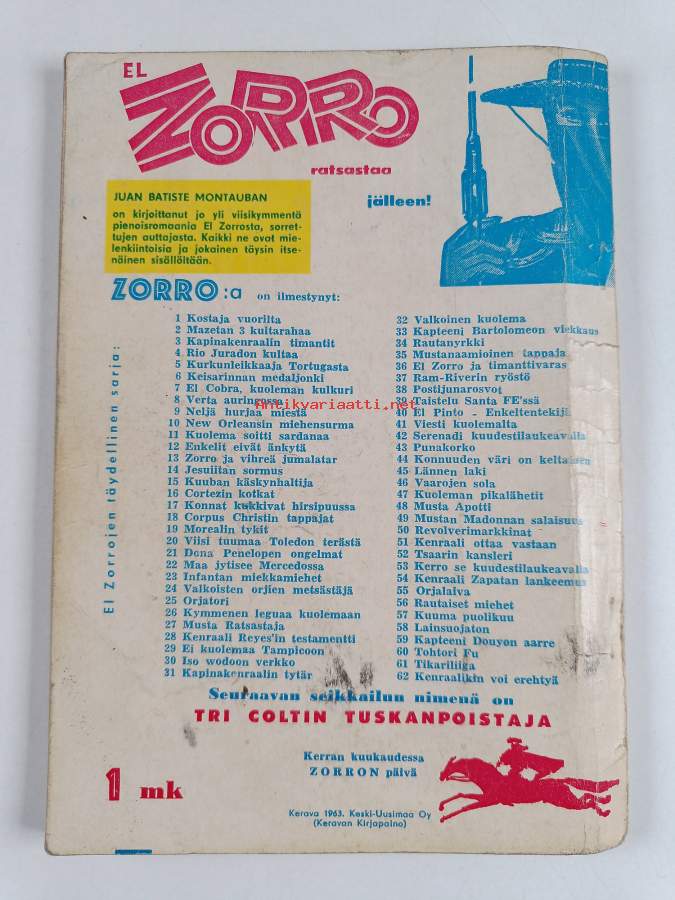 EL
ZORRO
ratsastaa
jälleen!
JUAN BATISTE MONTAUBAN
on kirjoittanut jo yli viisikymmentä
pienoisromaania El Zorrosta, sorret-
tujen auttajasta. Kaikki ne ovat mie-
lenkiintoisia ja jokainen täysin itse-
näinen sisällöltään.
ZORRO:a on ilmestynyt:
El Zorrojen täydellinen sarja:
1 Kostaja vuorilta
2 Mazetan 3 kultarahaa
3 Kapinakenraalin timantit
4 Rio Juradon kultaa
5 Kurkunleikkaaja Tortugasta
6 Keisarinnan medaljonki
7 El Cobra, kuoleman kulkuri
8 Verta auringossa
9 Neljä hurjaa miestä
10 New Orleansin miehensurma
11 Kuolema soitti sardanaa
12 Enkelit eivät änkytä
13 Zorro ja vihreä jumalatar
14 Jesuiitan sormus
15 Kuuban käskynhaltija
16 Cortezin kotkat
17 Konnat kukkivat hirsipuussa
18 Corpus Christin tappajat
19 Morealin tykit
20 Viisi tuumaa Toledon terästä
21 Dona Penelopen ongelmat
22 Maa jytisee Mercedossa
23 Infantan miekkamiehet
24 Valkoisten orjien metsästäjä
25 Orjatori
26 Kymmenen leguaa kuolemaan
27 Musta Ratsastaja
28 Kenraali Reyes'in testamentti
29 Ei kuolemaa Tampicoon
30 Iso wodoon verkko
31 Kapinakenraalin tytär
32 Valkoinen kuolema
33 Kapteeni Bartolomeon viekkaus
34 Rautanyrkki
35 Mustanaamioinen tappaja
36 El Zorro ja timanttivaras
37 Ram-Riverin ryöstö
38 Postijunarosvot
39 Taistelu Santa FE'ssä
40 El Pinto - Enkeltentekijä
41 Viesti kuolemalta
42 Serenadi kuudestilaukeavalla
43 Punakorko
44 Konnuuden väri on keltainen
45 Lännen laki
46 Vaarojen sola
47 Kuoleman pikalähetit
48 Musta Apotti
49 Mustan Madonnan salaisuus
50 Revolverimarkkinat
51 Kenraali ottaa vastaan
52 Tsaarin kansleri
53 Kerro se kuudestilaukeavalla
54 Kenraali Zapatan lankeemus
55 Orjalaiva
56 Rautaiset miehet
57 Kuuma puolikuu
58 Lainsuojaton
59 Kapteeni Douyon aarre
60 Tohtori Fu
61 Tikariliiga
62 Kenraalikin voi erehtyä
Antikvariaatti.net
Seuraavan seikkailun nimenä on
TRI COLTIN TUSKANPOISTAJA
Kerran kuukaudessa
ZORRON päivä
1 mk
Kerava 1963. Keski-Uusimaa Oy
(Keravan Kirjapaino)